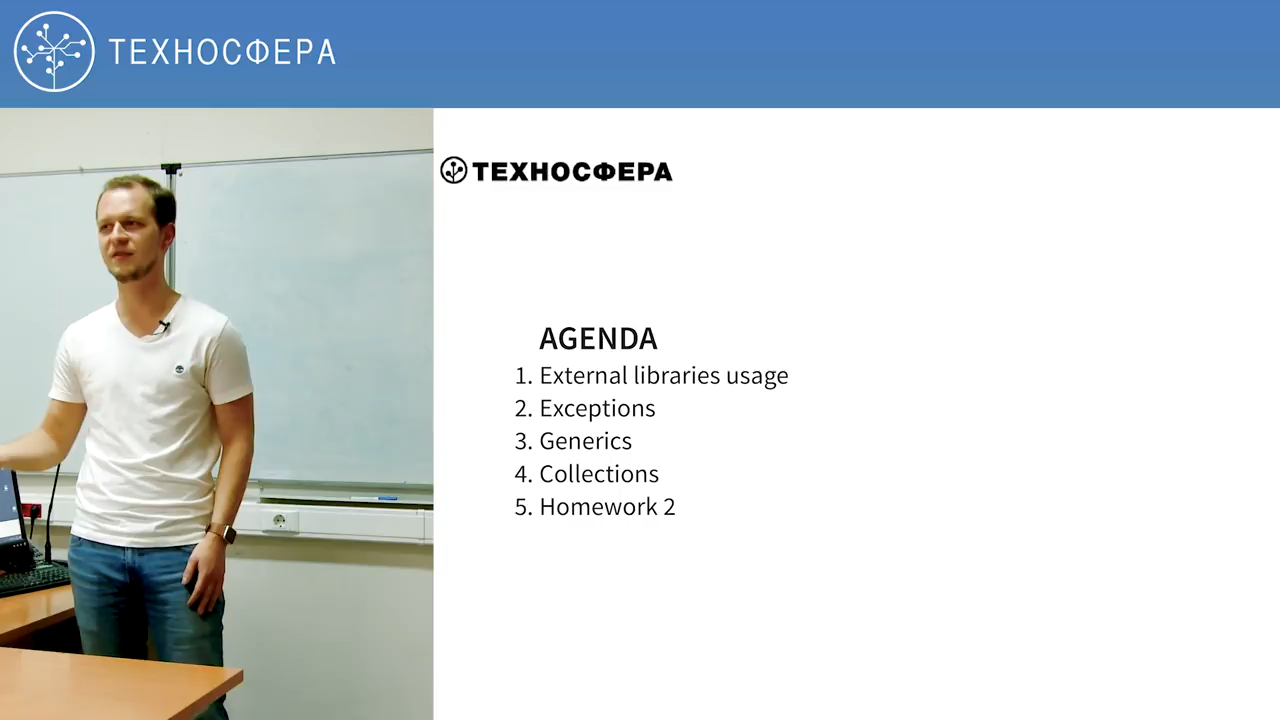 ТЕХНОСФЕРА
ТЕХНОСФЕРА
AGENDA
1. External libraries usage
2. Exceptions
3. Generics
4. Collections
5. Homework 2